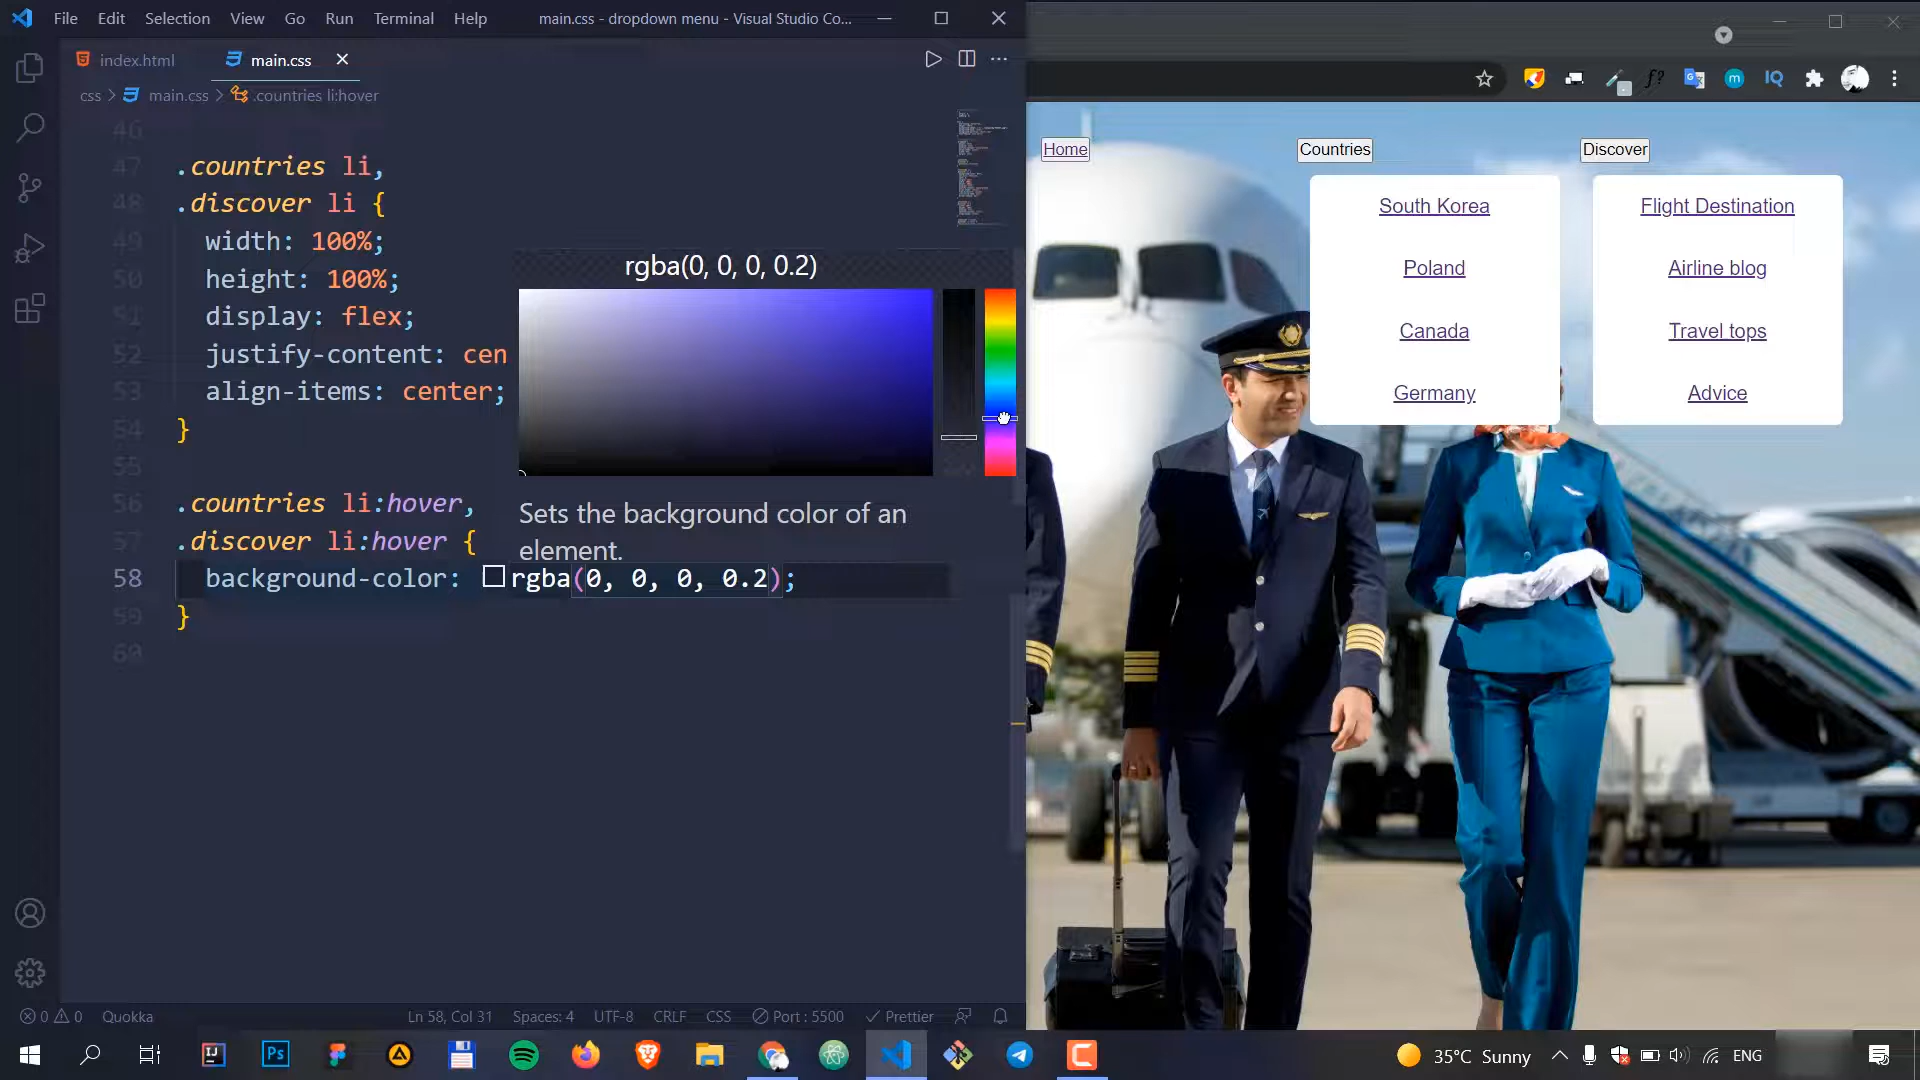 File Edit Selection View Go Run Terminal Help main.css - dropdown menu - Visual Studio Co...
index.html main.css
css > main.css > .countries li:hover
46
47 .countries li,
48 .discover li {
49 width: 100%;
50 height: 100%;
51 display: flex;
52 justify-content: cen
53 align-items: center;
54 }
55
56 .countries li:hover,
57 .discover li:hover {
58 background-color: rgba(0, 0, 0, 0.2);
59 }
60
rgba(0, 0, 0, 0.2)
Sets the background color of an
element.
0 0 Quokka Ln 58, Col 31 Spaces: 4 UTF-8 CRLF CSS Port : 5500 Prettier
f? m IQ
Home Countries Discover
South Korea
Poland
Canada
Germany
Flight Destination
Airline blog
Travel tops
Advice
IJ Ps 35°C Sunny ENG